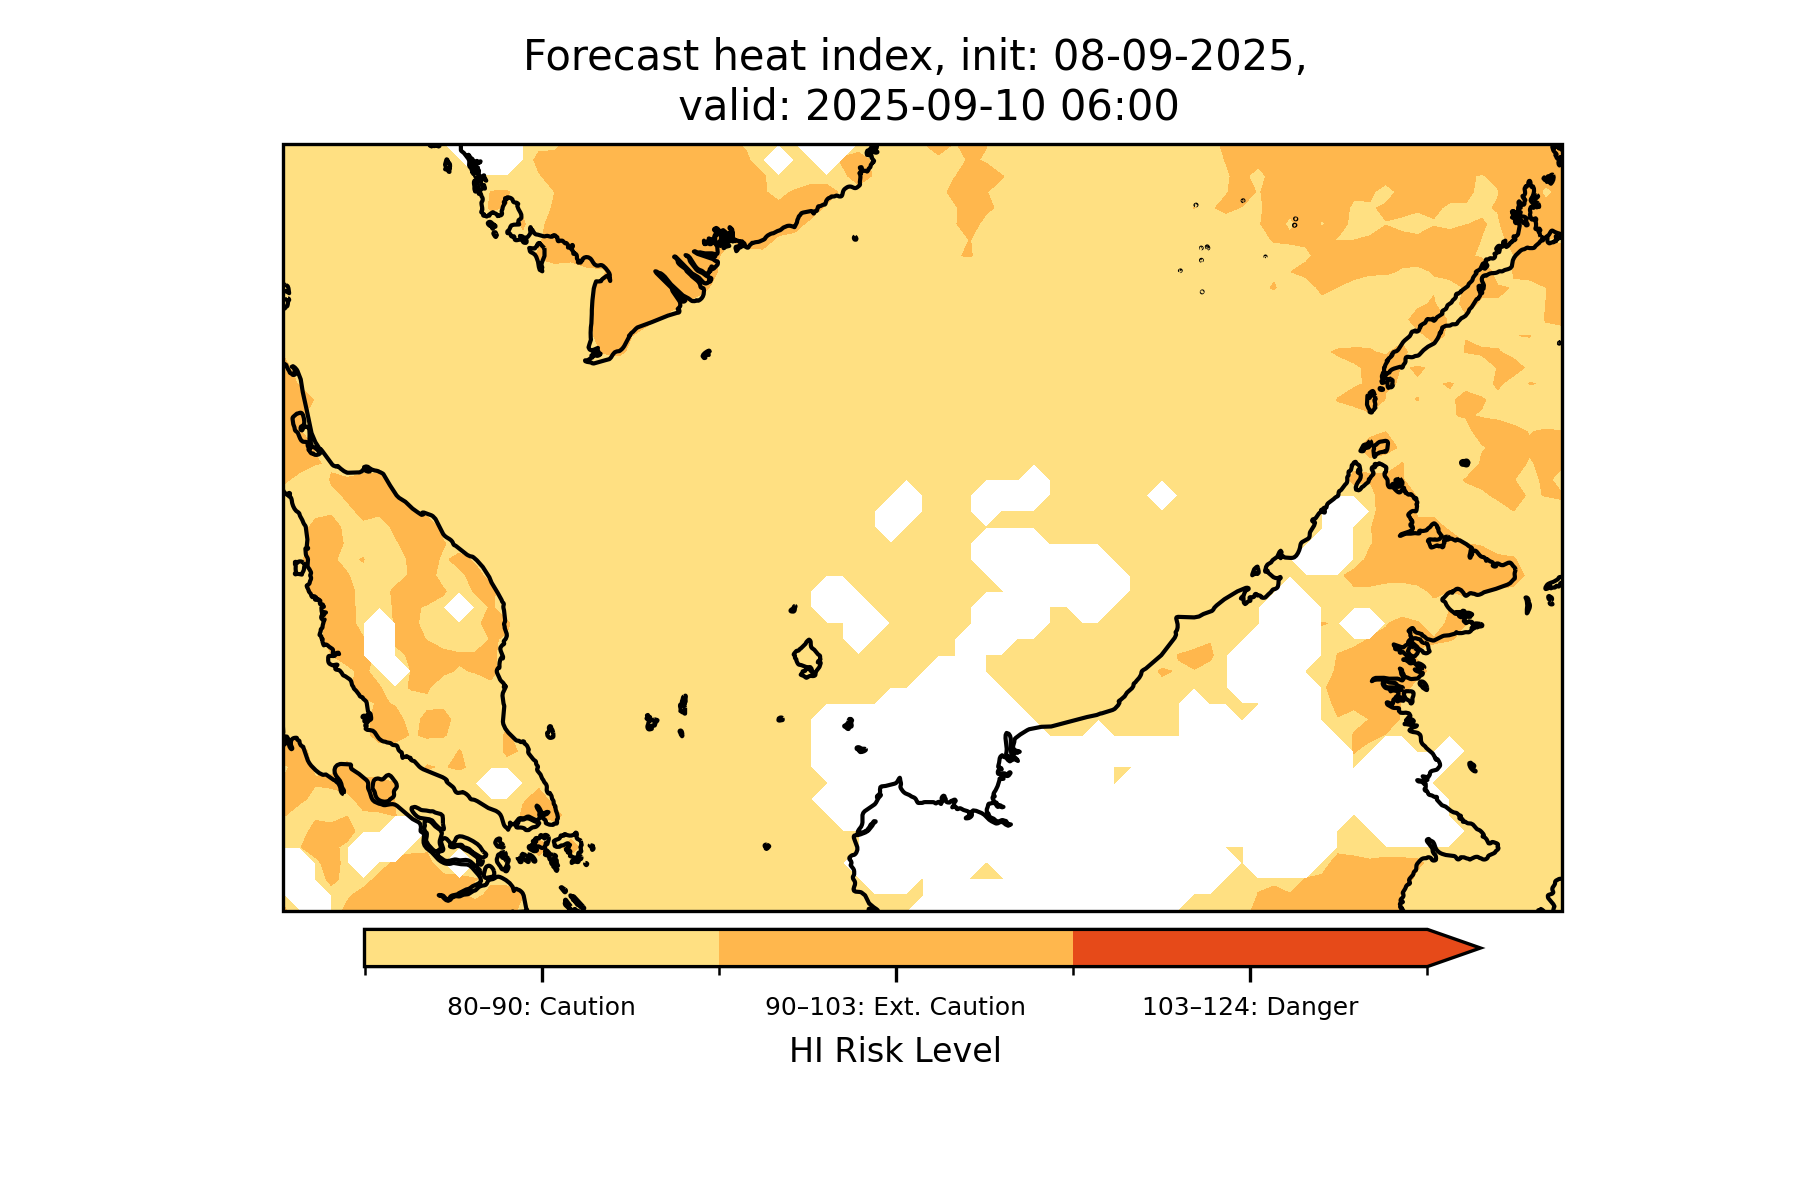 Forecast heat index, init: 08-09-2025,
valid: 2025-09-10 06:00
80–90: Caution
90–103: Ext. Caution
103–124: Danger
HI Risk Level